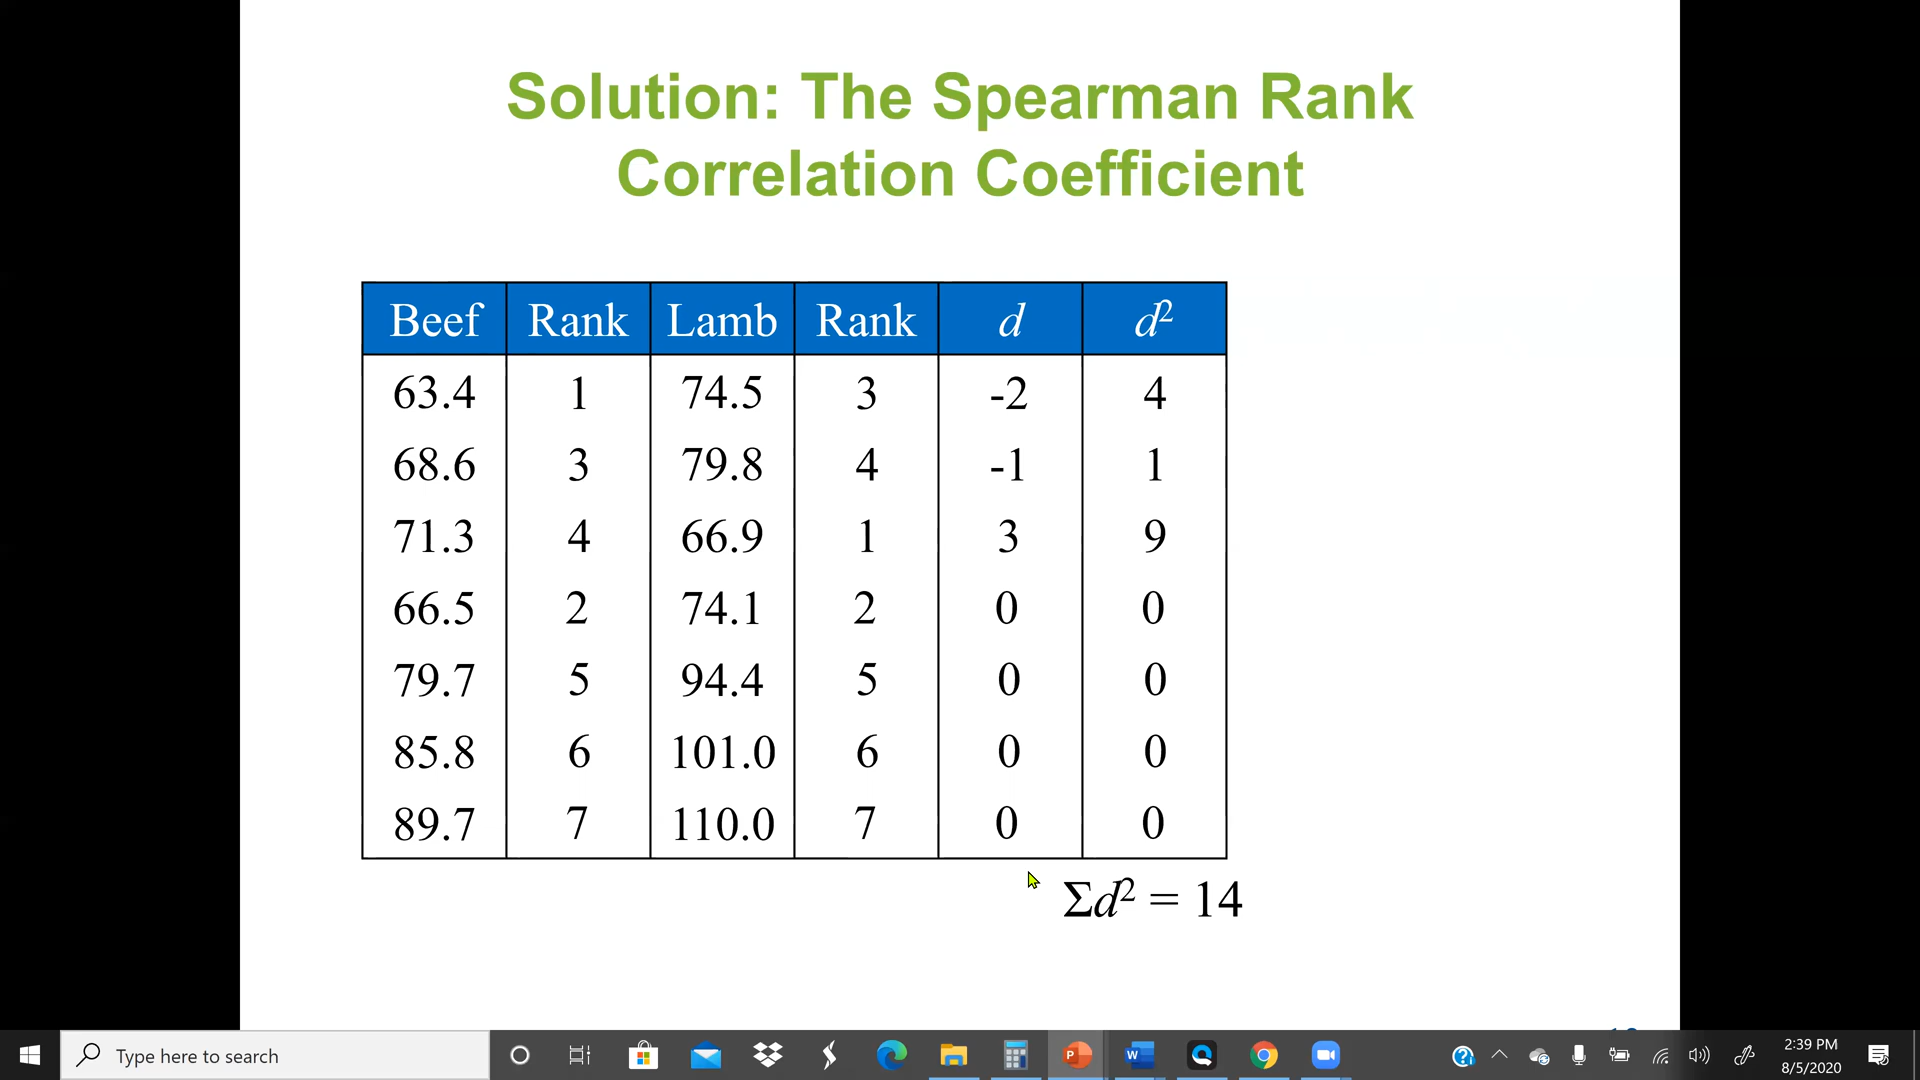 Solution: The Spearman Rank
Correlation Coefficient
Beef Rank Lamb Rank d d²
63.4 1 74.5 3 -2 4
68.6 3 79.8 4 -1 1
71.3 4 66.9 1 3 9
66.5 2 74.1 2 0 0
79.7 5 94.4 5 0 0
85.8 6 101.0 6 0 0
89.7 7 110.0 7 0 0
Σd² = 14
Type here to search
2:39 PM
8/5/2020